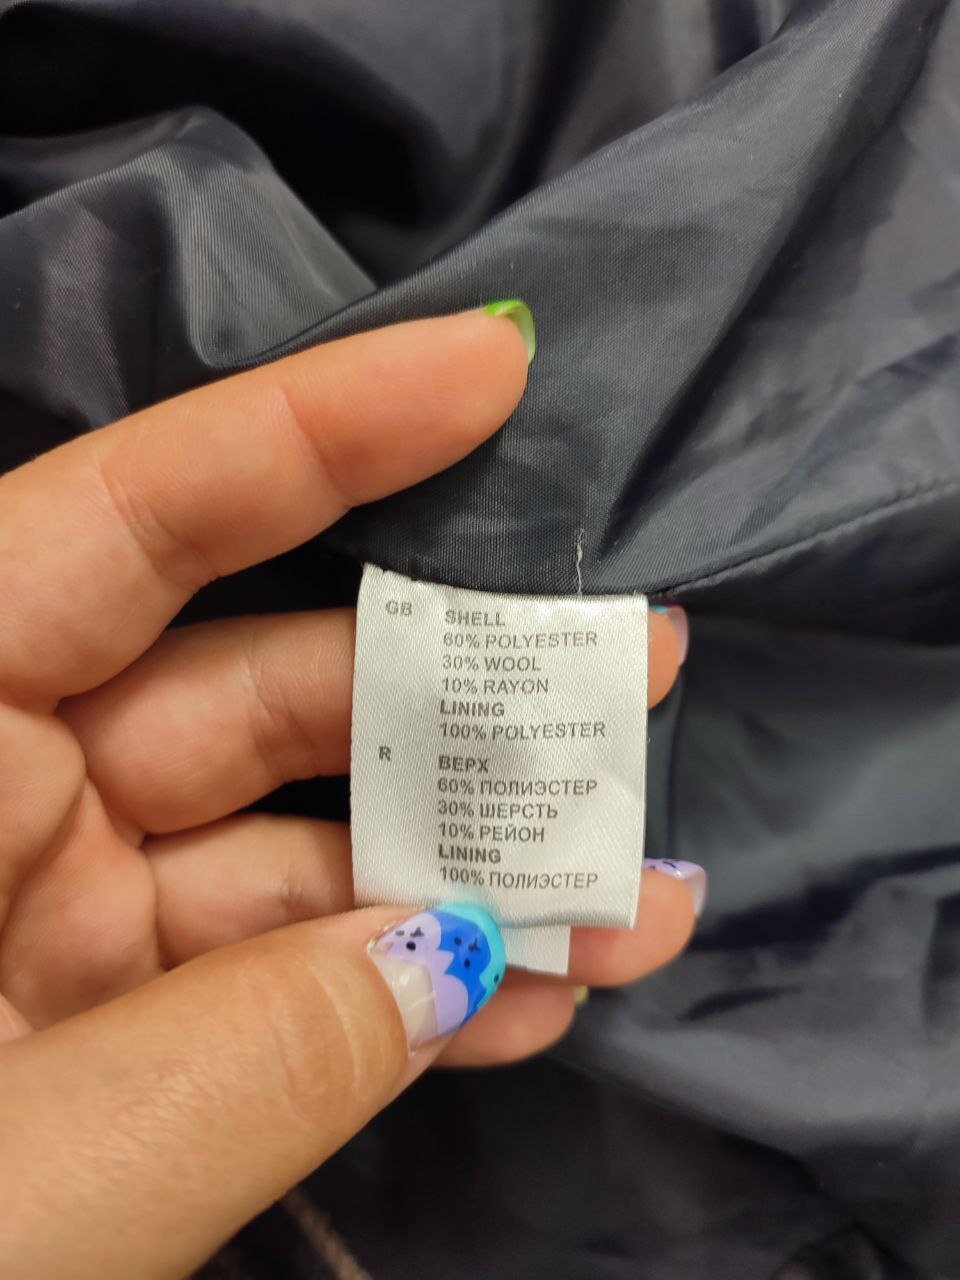 GB SHELL
60% POLYESTER
30% WOOL
10% RAYON
LINING
100% POLYESTER
R ВЕРХ
60% ПОЛИЭСТЕР
30% ШЕРСТЬ
10% РЕЙОН
LINING
100% ПОЛИЭСТЕР